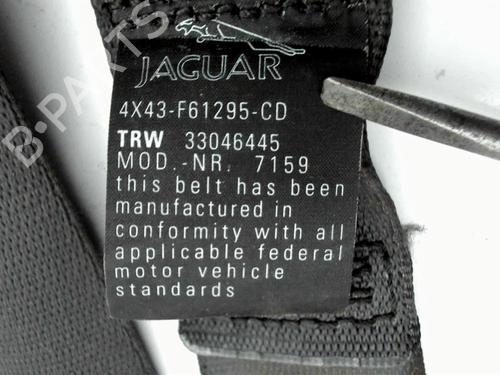 JAGUAR
4X43-F61295-CD
TRW 33046445
MOD.-NR. 7159
this belt has been
manufactured in
conformity with all
applicable federal
motor vehicle
standards
B-PARTS